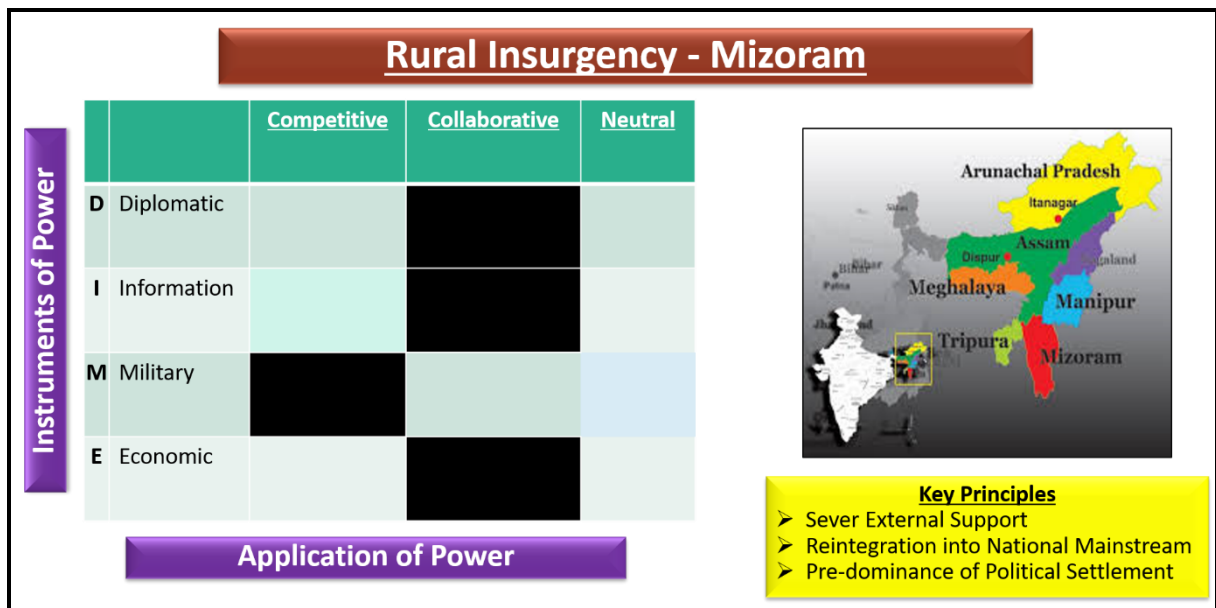 Rural Insurgency - Mizoram
Instruments of Power
Competitive Collaborative Neutral
D Diplomatic
I Information
M Military
E Economic
Application of Power
Arunachal Pradesh
Itanagar
Assam
Dispur
Bihar
Bihar
Patna
Meghalaya
Manipur
Tripura
Mizoram
Key Principles
➢ Sever External Support
➢ Reintegration into National Mainstream
➢ Pre-dominance of Political Settlement